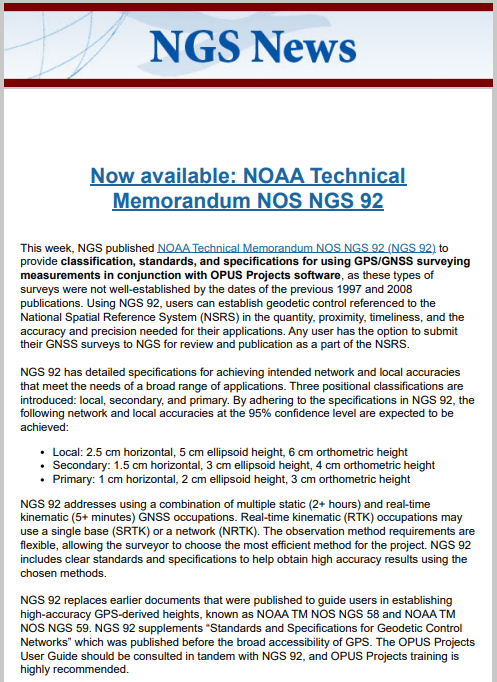 NGS News
Now available: NOAA Technical
Memorandum NOS NGS 92
This week, NGS published NOAA Technical Memorandum NOS NGS 92 (NGS 92) to
provide classification, standards, and specifications for using GPS/GNSS surveying
measurements in conjunction with OPUS Projects software, as these types of
surveys were not well-established by the dates of the previous 1997 and 2008
publications. Using NGS 92, users can establish geodetic control referenced to the
National Spatial Reference System (NSRS) in the quantity, proximity, timeliness, and the
accuracy and precision needed for their applications. Any user has the option to submit
their GNSS surveys to NGS for review and publication as a part of the NSRS.
NGS 92 has detailed specifications for achieving intended network and local accuracies
that meet the needs of a broad range of applications. Three positional classifications are
introduced: local, secondary, and primary. By adhering to the specifications in NGS 92, the
following network and local accuracies at the 95% confidence level are expected to be
achieved:
• Local: 2.5 cm horizontal, 5 cm ellipsoid height, 6 cm orthometric height
• Secondary: 1.5 cm horizontal, 3 cm ellipsoid height, 4 cm orthometric height
• Primary: 1 cm horizontal, 2 cm ellipsoid height, 3 cm orthometric height
NGS 92 addresses using a combination of multiple static (2+ hours) and real-time
kinematic (5+ minutes) GNSS occupations. Real-time kinematic (RTK) occupations may
use a single base (SRTK) or a network (NRTK). The observation method requirements are
flexible, allowing the surveyor to choose the most efficient method for the project. NGS 92
includes clear standards and specifications to help obtain high accuracy results using the
chosen methods.
NGS 92 replaces earlier documents that were published to guide users in establishing
high-accuracy GPS-derived heights, known as NOAA TM NOS NGS 58 and NOAA TM
NOS NGS 59. NGS 92 supplements “Standards and Specifications for Geodetic Control
Networks” which was published before the broad accessibility of GPS. The OPUS Projects
User Guide should be consulted in tandem with NGS 92, and OPUS Projects training is
highly recommended.